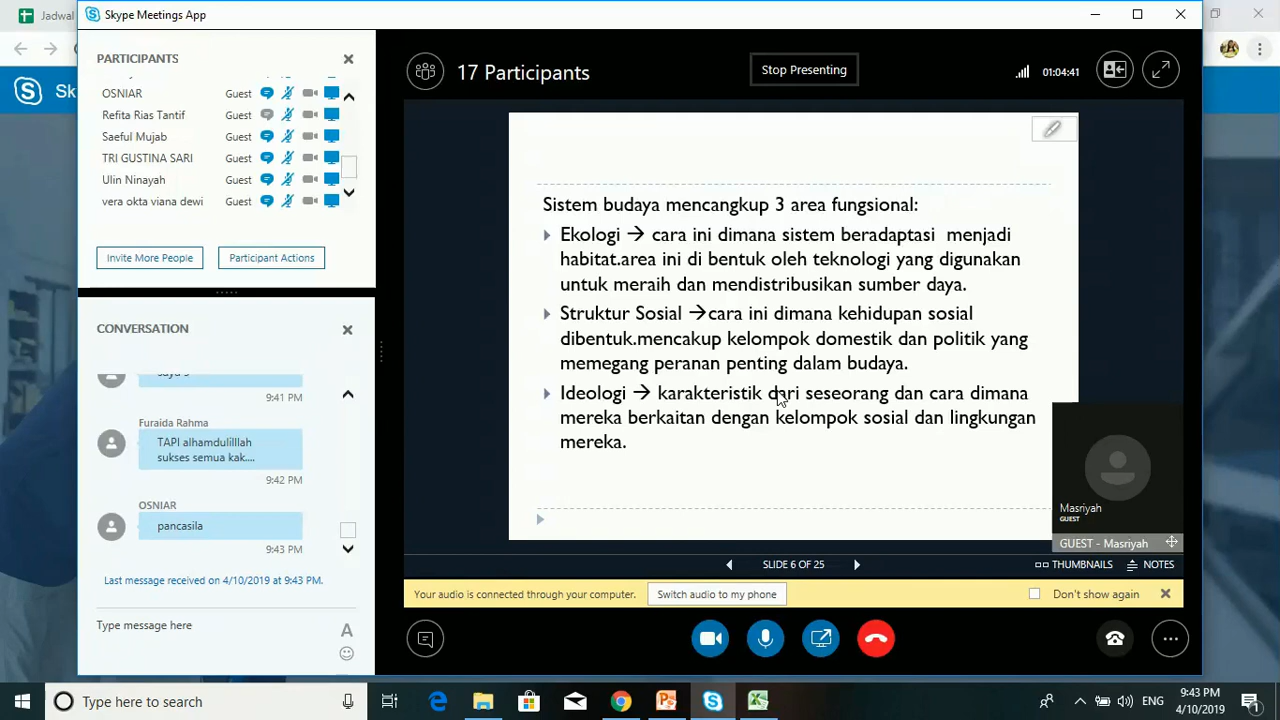 Jadwal
Skype Meetings App
Sk
PARTICIPANTS
OSNIAR Guest
Refita Rias Tantif Guest
Saeful Mujab Guest
TRI GUSTINA SARI Guest
Ulin Ninayah Guest
vera okta viana dewi Guest
Invite More People
Participant Actions
CONVERSATION
9:41 PM
Furaida Rahma
TAPI alhamdulilllah
sukses semua kak....
9:42 PM
OSNIAR
pancasila
9:43 PM
Last message received on 4/10/2019 at 9:43 PM.
Type message here
A
17 Participants
Stop Presenting
01:04:41
Sistem budaya mencangkup 3 area fungsional:
Ekologi → cara ini dimana sistem beradaptasi menjadi
habitat.area ini di bentuk oleh teknologi yang digunakan
untuk meraih dan mendistribusikan sumber daya.
Struktur Sosial →cara ini dimana kehidupan sosial
dibentuk.mencakup kelompok domestik dan politik yang
memegang peranan penting dalam budaya.
Ideologi → karakteristik dari seseorang dan cara dimana
mereka berkaitan dengan kelompok sosial dan lingkungan
mereka.
Masriyah
GUEST
GUEST - Masriyah
SLIDE 6 OF 25
THUMBNAILS
NOTES
Your audio is connected through your computer.
Switch audio to my phone
Don't show again
Type here to search
ENG
9:43 PM
4/10/2019